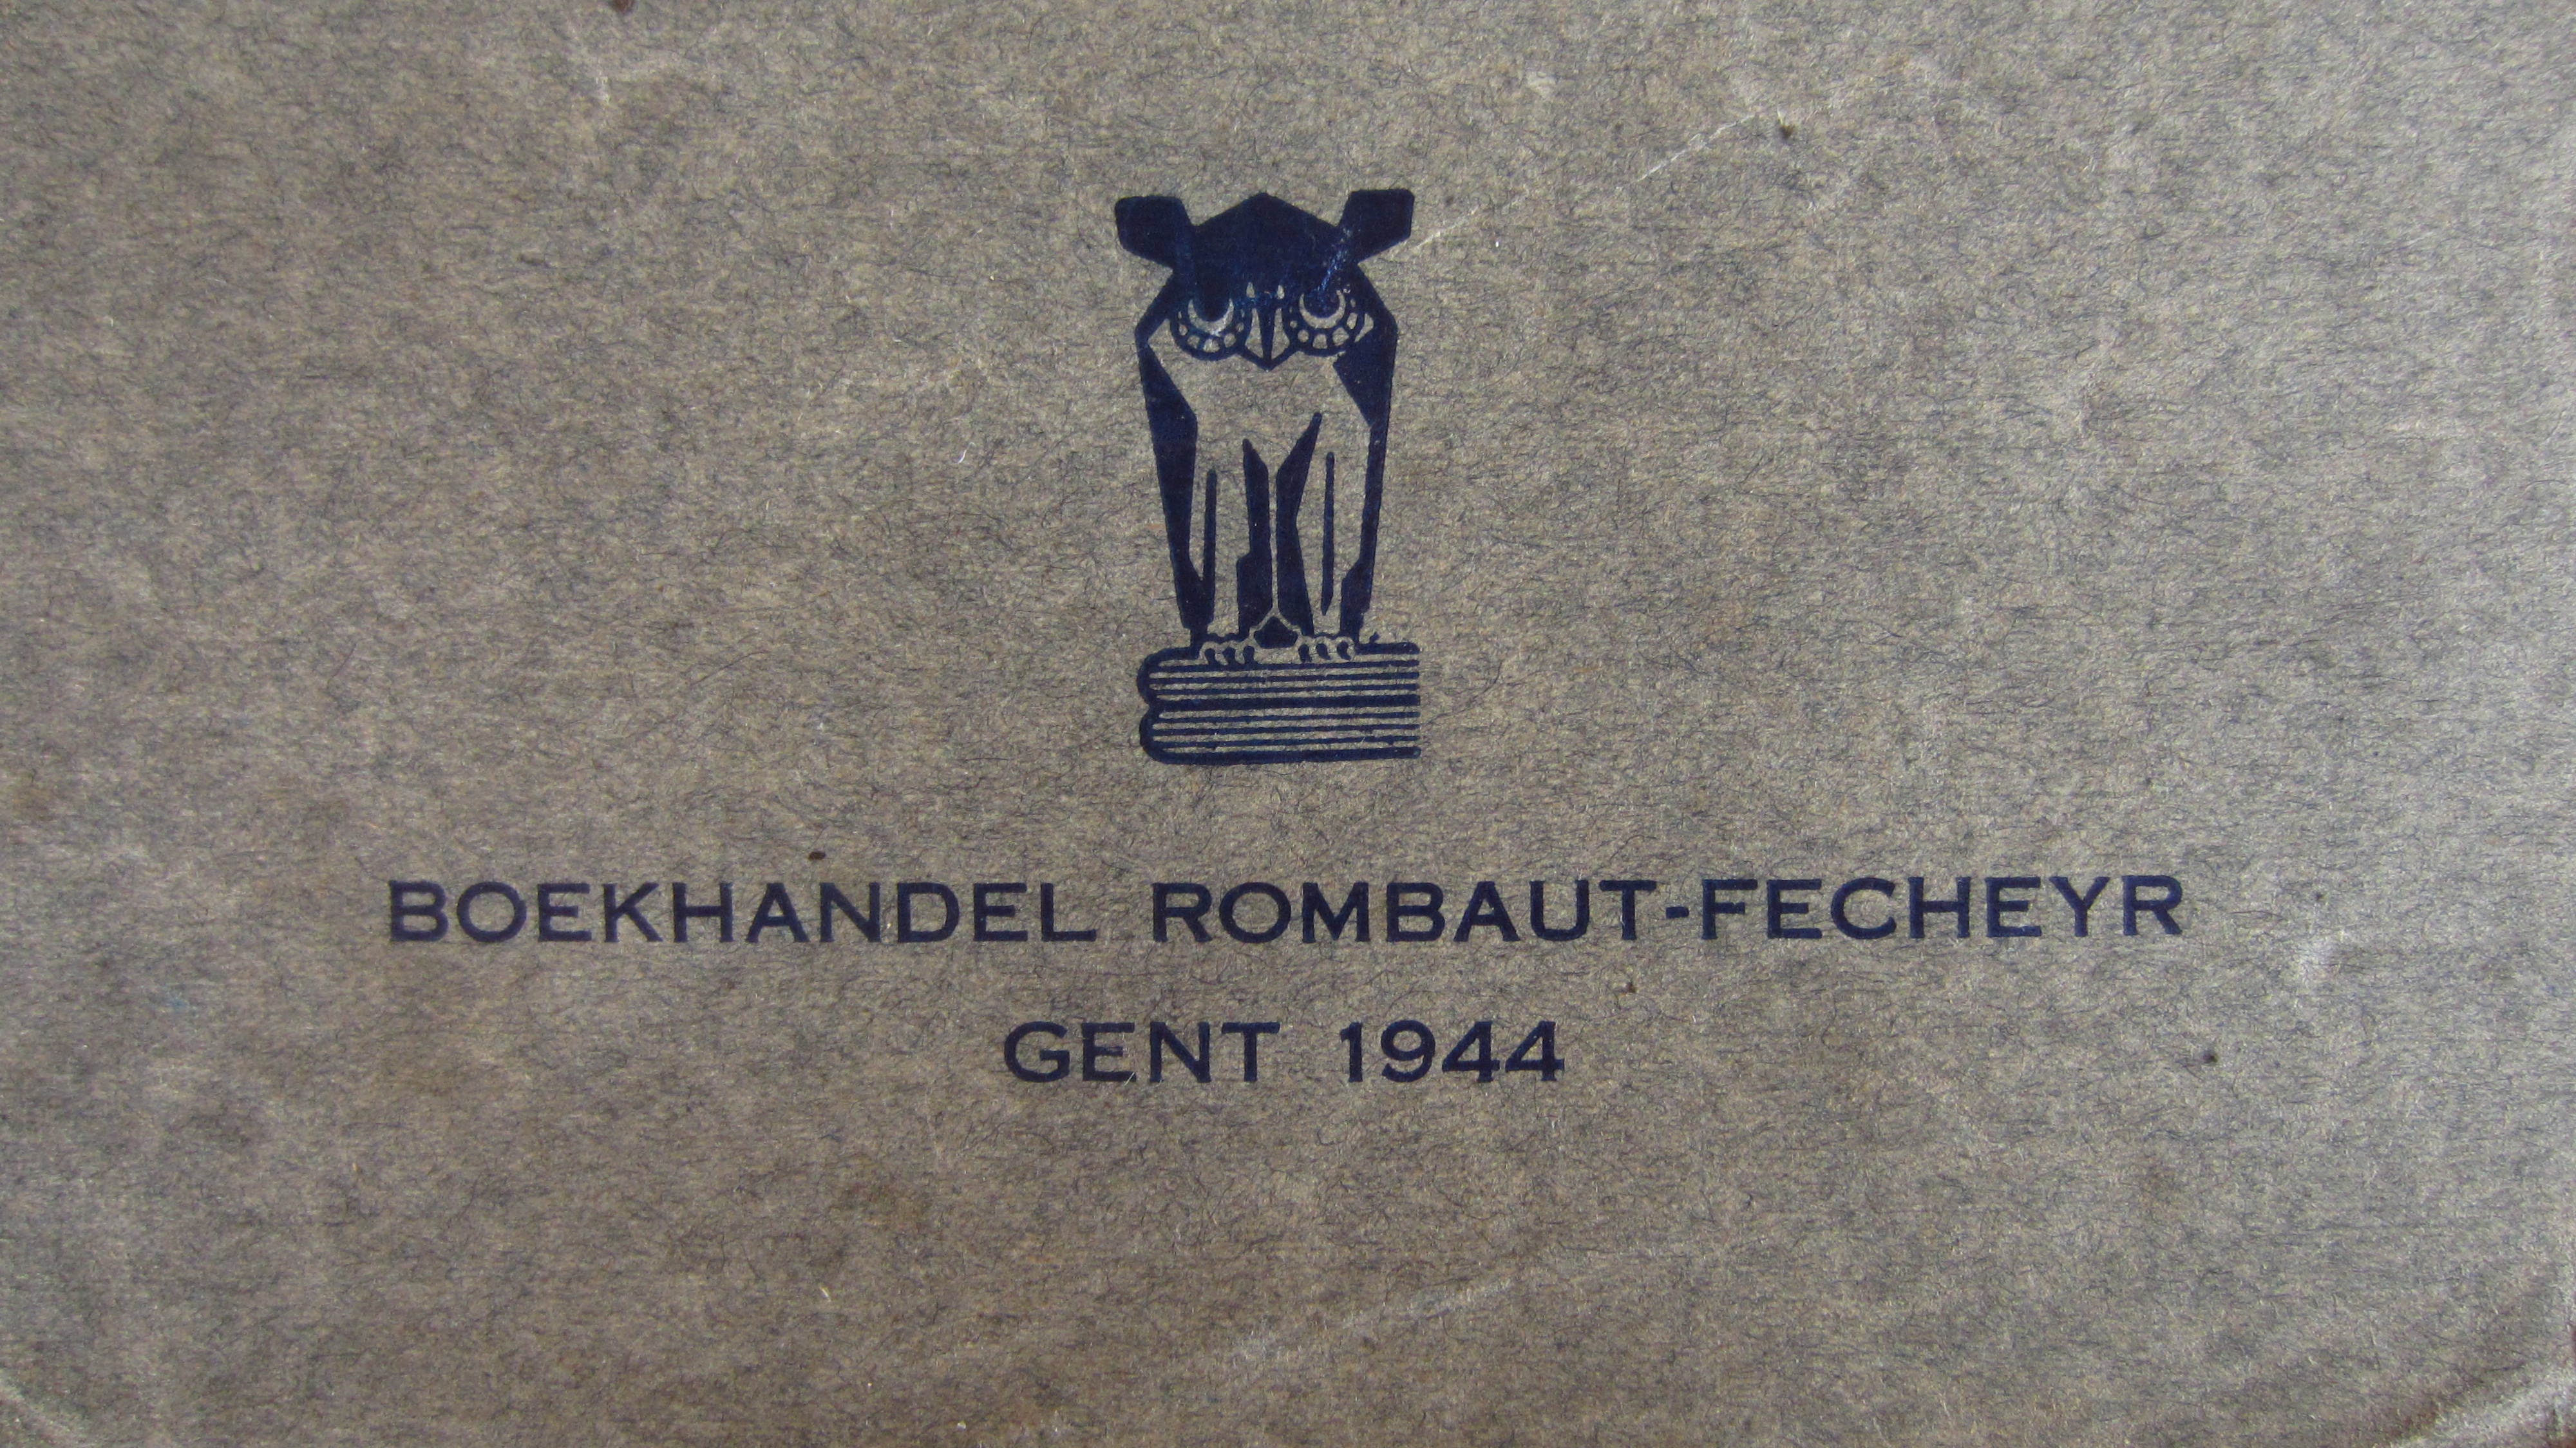 BOEKHANDEL ROMBAUT-FECHEYR
GENT 1944